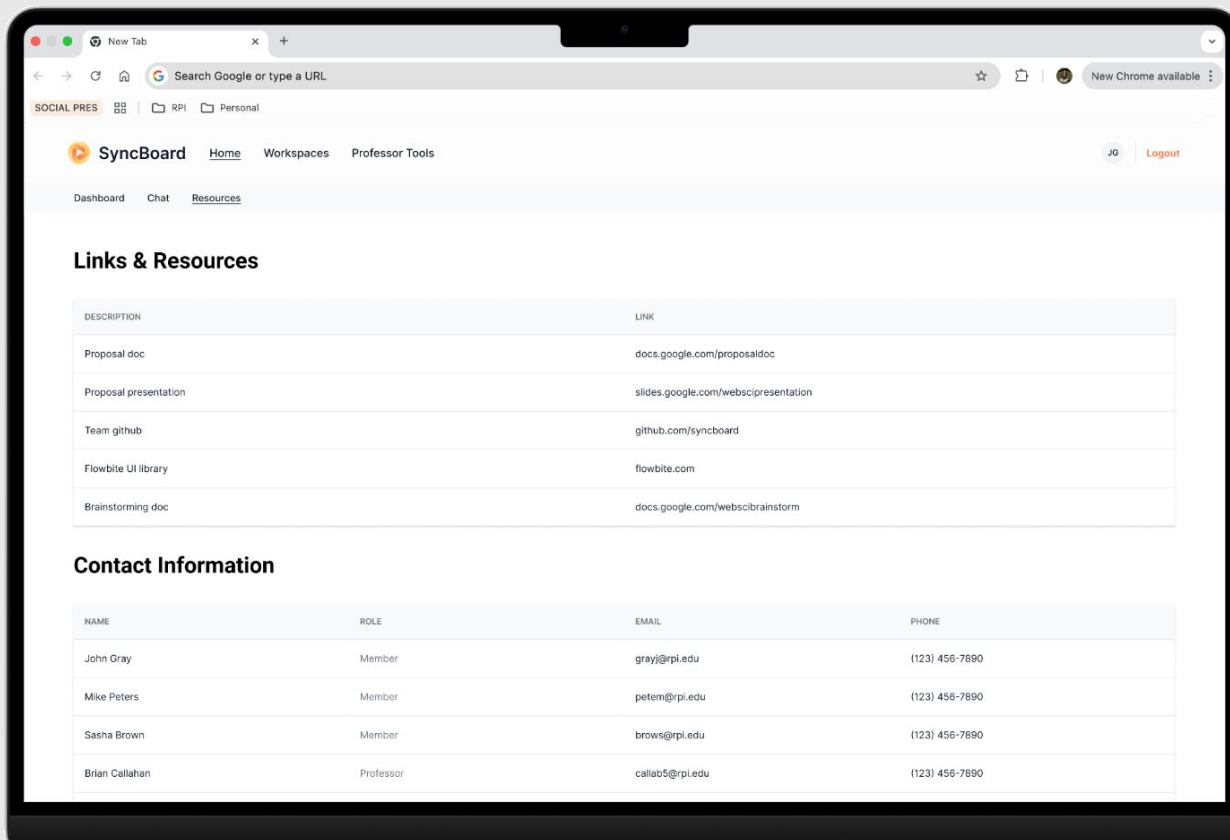 New Tab
Search Google or type a URL
New Chrome available
SOCIAL PRES RPI Personal
SyncBoard Home Workspaces Professor Tools JG Logout
Dashboard Chat Resources
Links & Resources
DESCRIPTION LINK
Proposal doc docs.google.com/proposaldoc
Proposal presentation slides.google.com/webscipresentation
Team github github.com/syncboard
Flowbite UI library flowbite.com
Brainstorming doc docs.google.com/webscibrainstorm
Contact Information
NAME ROLE EMAIL PHONE
John Gray Member grayj@rpi.edu (123) 456-7890
Mike Peters Member petem@rpi.edu (123) 456-7890
Sasha Brown Member brows@rpi.edu (123) 456-7890
Brian Callahan Professor callab5@rpi.edu (123) 456-7890